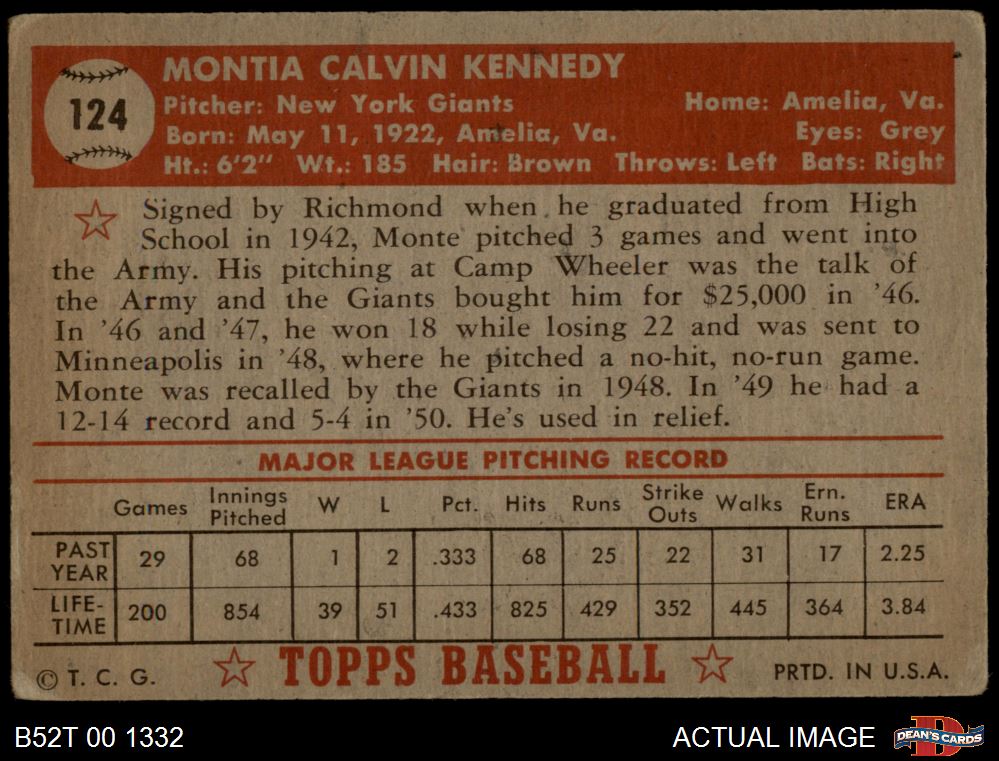 MONTIA CALVIN KENNEDY
124
Pitcher: New York Giants Home: Amelia, Va.
Born: May 11, 1922, Amelia, Va. Eyes: Grey
Ht.: 6'2" Wt.: 185 Hair: Brown Throws: Left Bats: Right
Signed by Richmond when he graduated from High
School in 1942, Monte pitched 3 games and went into
the Army. His pitching at Camp Wheeler was the talk of
the Army and the Giants bought him for $25,000 in '46.
In '46 and '47, he won 18 while losing 22 and was sent to
Minneapolis in '48, where he pitched a no-hit, no-run game.
Monte was recalled by the Giants in 1948. In '49 he had a
12-14 record and 5-4 in '50. He's used in relief.
MAJOR LEAGUE PITCHING RECORD
Games Innings Pitched W L Pct. Hits Runs Strike Outs Walks Ern. Runs ERA
PAST YEAR 29 68 1 2 .333 68 25 22 31 17 2.25
LIFE-TIME 200 854 39 51 .433 825 429 352 445 364 3.84
© T. C. G. TOPPS BASEBALL PRTD. IN U.S.A.
B52T 00 1332 ACTUAL IMAGE DEAN'S CARDS